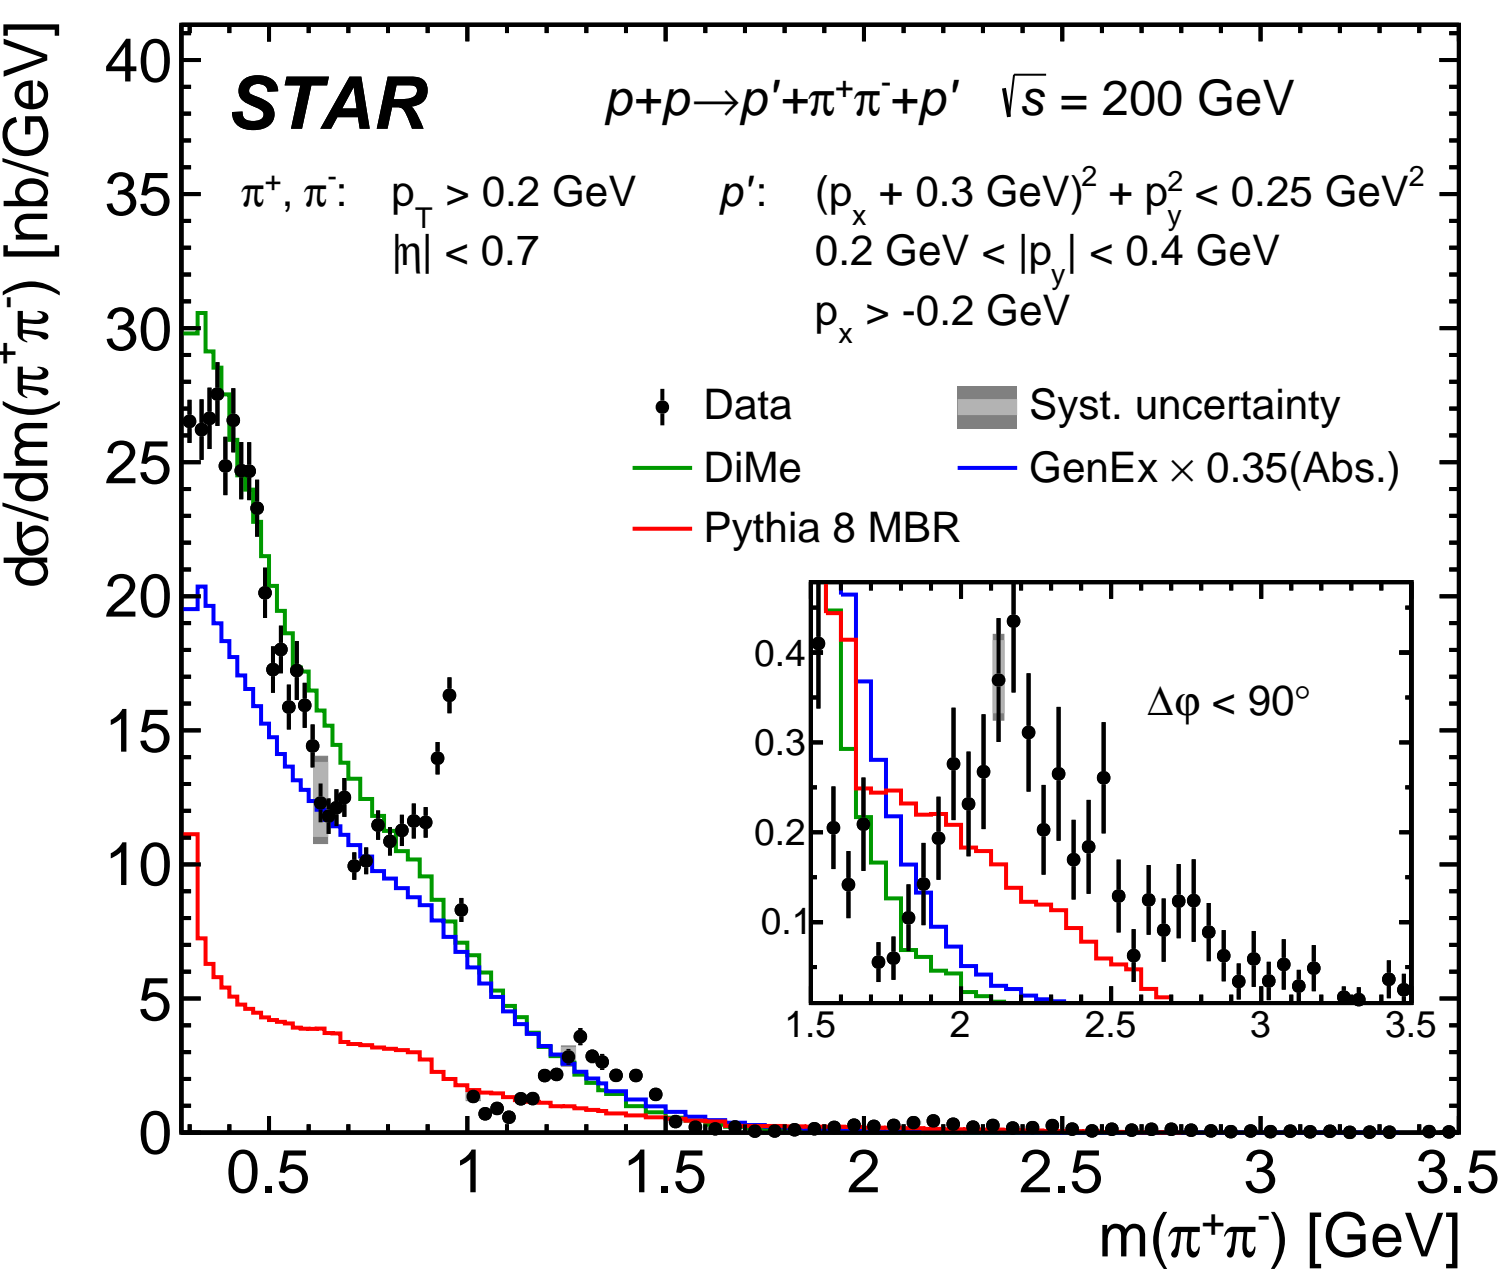 STAR
p+p→p′+π⁺π⁻+p′ √s = 200 GeV
π⁺, π⁻: p_T > 0.2 GeV p′: (p_x + 0.3 GeV)² + p_y² < 0.25 GeV²
|η| < 0.7 0.2 GeV < |p_y| < 0.4 GeV
p_x > -0.2 GeV
Data Syst. uncertainty
DiMe GenEx × 0.35(Abs.)
Pythia 8 MBR
dσ/dm(π⁺π⁻) [nb/GeV]
40
35
30
25
20
15
10
5
0
0.5 1 1.5 2 2.5 3 3.5
m(π⁺π⁻) [GeV]
Δφ < 90°
0.4
0.3
0.2
0.1
1.5 2 2.5 3 3.5